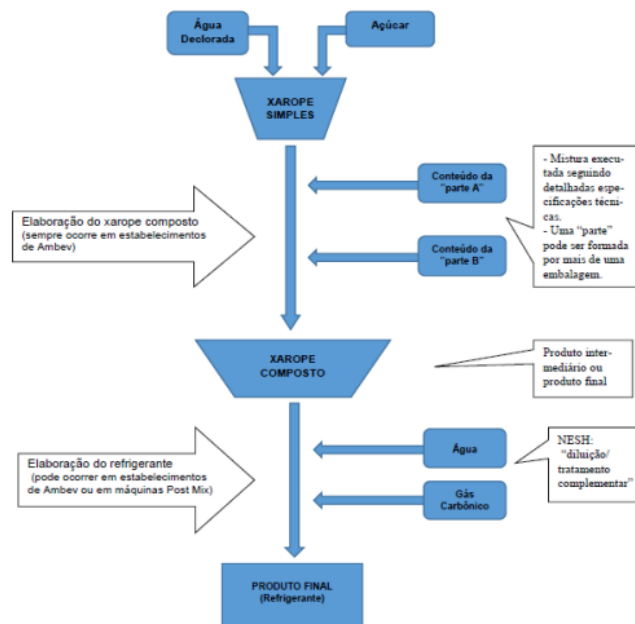 Água
Declorada
Açúcar
XAROPE
SIMPLES
Conteúdo da
"parte A"
- Mistura execu-
tada seguindo
detalhadas espe-
cificações técni-
cas.
- Uma "parte"
pode ser formada
por mais de uma
embalagem.
Elaboração do xarope composto
(sempre ocorre em estabelecimentos
de Ambev)
Conteúdo da
"parte B"
XAROPE
COMPOSTO
Produto inter-
mediário ou
produto final
Elaboração do refrigerante
(pode ocorrer em estabelecimentos
de Ambev ou em máquinas Post Mix)
Água
NESH:
"diluição/
tratamento
complementar"
Gás
Carbônico
PRODUTO FINAL
(Refrigerante)